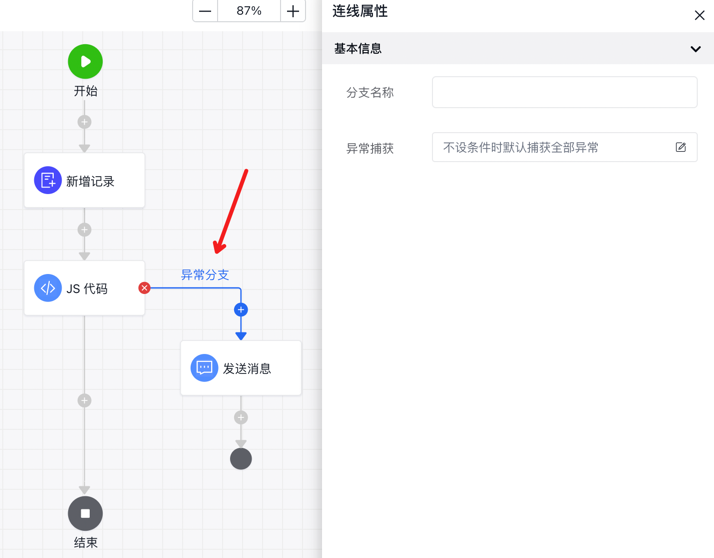 87%
开始
新增记录
JS 代码
异常分支
发送消息
结束
连线属性
基本信息
分支名称
异常捕获
不设条件时默认捕获全部异常